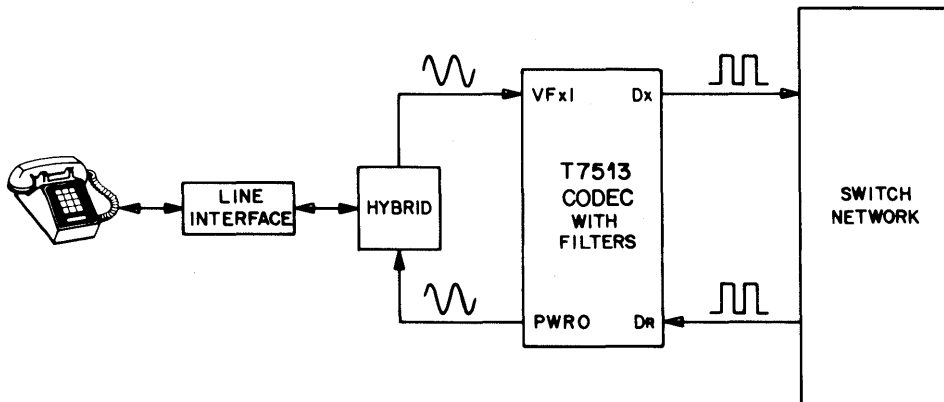 LINE
INTERFACE
HYBRID
VFxI
Dx
T7513
CODEC
WITH
FILTERS
PWRO
DR
SWITCH
NETWORK